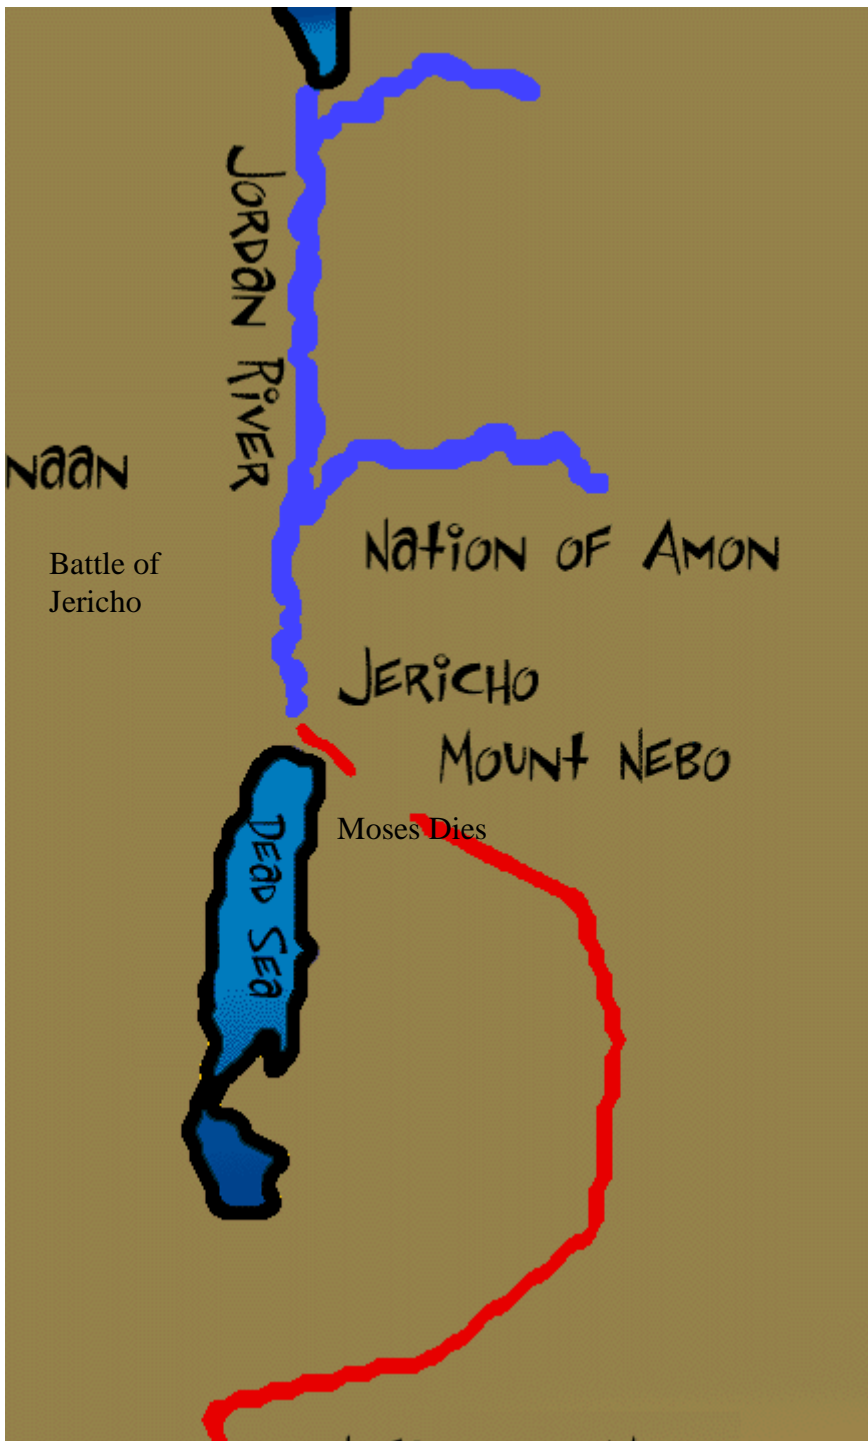 JORDAN RIVER
NAAN
Battle of
Jericho
NATION OF AMON
JERICHO
MOUNT NEBO
Moses Dies
DEAD SEA